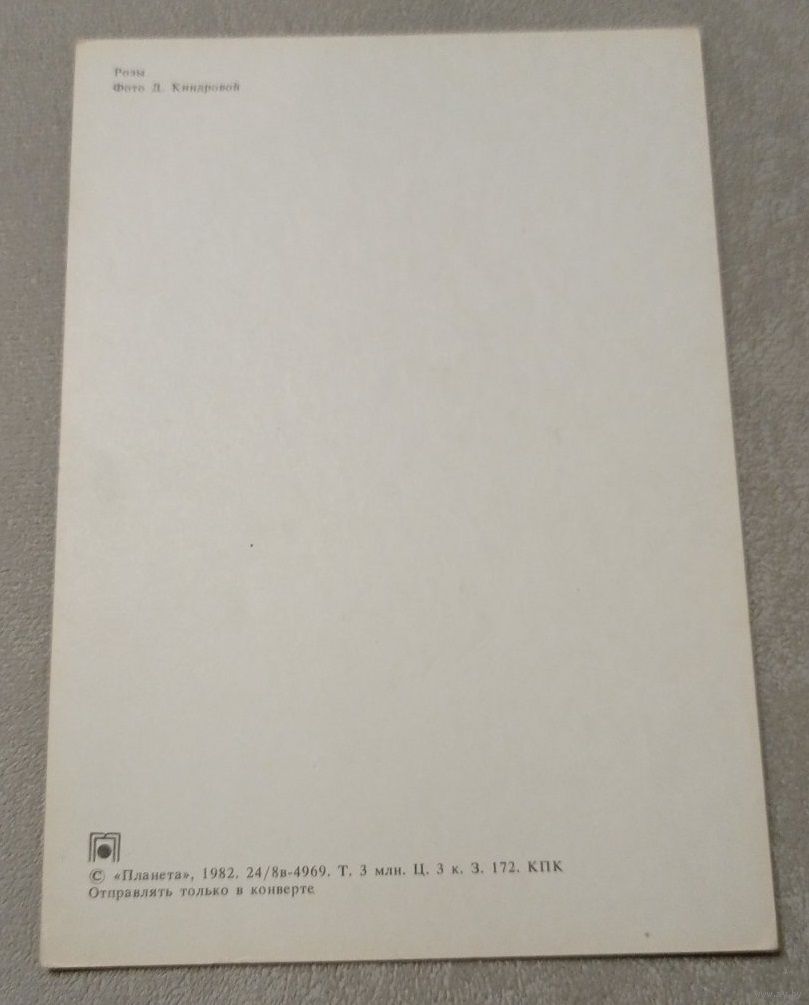 Розы
Фото Д. Киндровой
© «Планета», 1982. 24/8в-4969. Т. 3 млн. Ц. 3 к. З. 172. КПК
Отправлять только в конверте